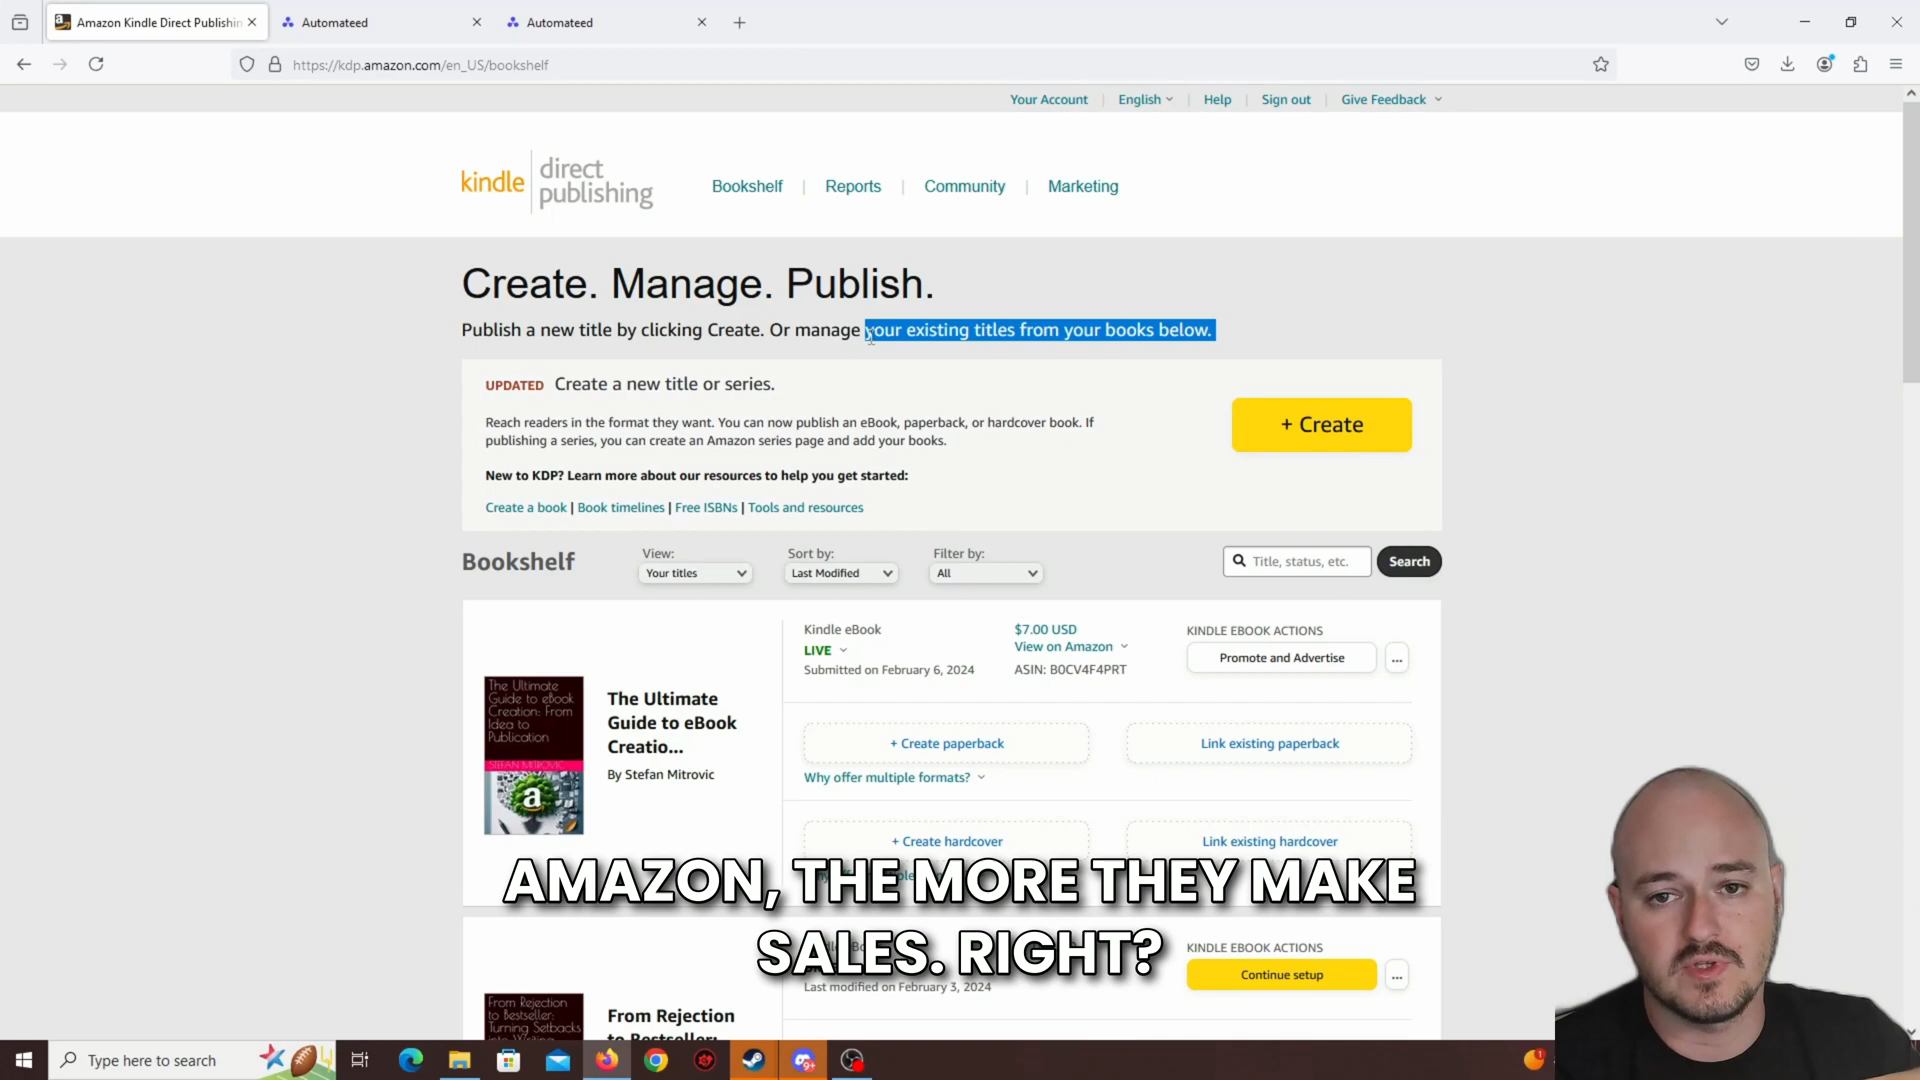 Amazon Kindle Direct Publishin
Automateed
Automateed
https://kdp.amazon.com/en_US/bookshelf
Your Account
English
Help
Sign out
Give Feedback
kindle
direct
publishing
Bookshelf
Reports
Community
Marketing
Create. Manage. Publish.
Publish a new title by clicking Create. Or manage your existing titles from your books below.
UPDATED Create a new title or series.
Reach readers in the format they want. You can now publish an eBook, paperback, or hardcover book. If
publishing a series, you can create an Amazon series page and add your books.
+ Create
New to KDP? Learn more about our resources to help you get started:
Create a book | Book timelines | Free ISBNs | Tools and resources
Bookshelf
View:
Your titles
Sort by:
Last Modified
Filter by:
All
Title, status, etc.
Search
The Ultimate
Guide to eBook
Creation: From
Idea to
Publication
STEFAN MITROVIC
a
The Ultimate
Guide to eBook
Creatio...
By Stefan Mitrovic
Kindle eBook
LIVE
Submitted on February 6, 2024
$7.00 USD
View on Amazon
ASIN: B0CV4F4PRT
KINDLE EBOOK ACTIONS
Promote and Advertise
...
+ Create paperback
Link existing paperback
Why offer multiple formats?
+ Create hardcover
Link existing hardcover
AMAZON, THE MORE THEY MAKE
SALES. RIGHT?
From Rejection
to Bestseller:
Turning Setbacks
From Rejection
to Bestseller:
Last modified on February 3, 2024
KINDLE EBOOK ACTIONS
Continue setup
...
Type here to search
9+
1